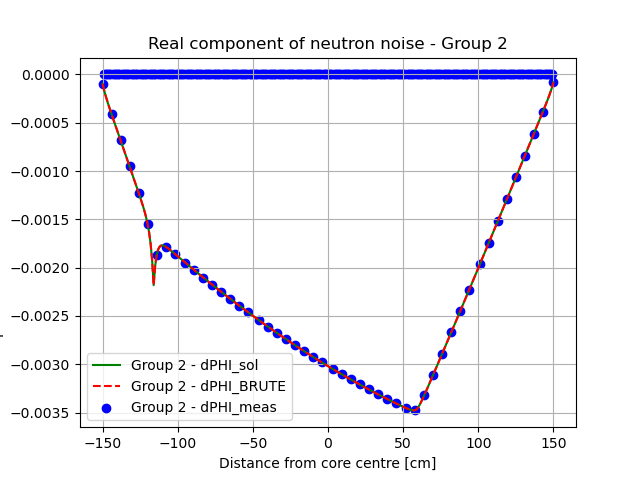 Real component of neutron noise - Group 2
0.0000
−0.0005
−0.0010
−0.0015
−0.0020
−0.0025
−0.0030
−0.0035
Group 2 - dPHI_sol
Group 2 - dPHI_BRUTE
Group 2 - dPHI_meas
−150 −100 −50 0 50 100 150
Distance from core centre [cm]